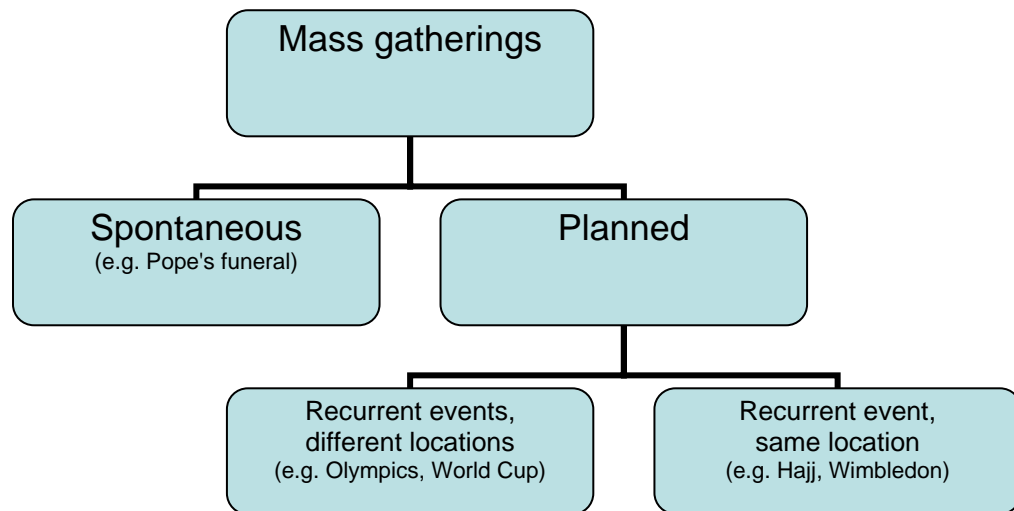 Mass gatherings
Spontaneous
(e.g. Pope's funeral)
Planned
Recurrent events,
different locations
(e.g. Olympics, World Cup)
Recurrent event,
same location
(e.g. Hajj, Wimbledon)